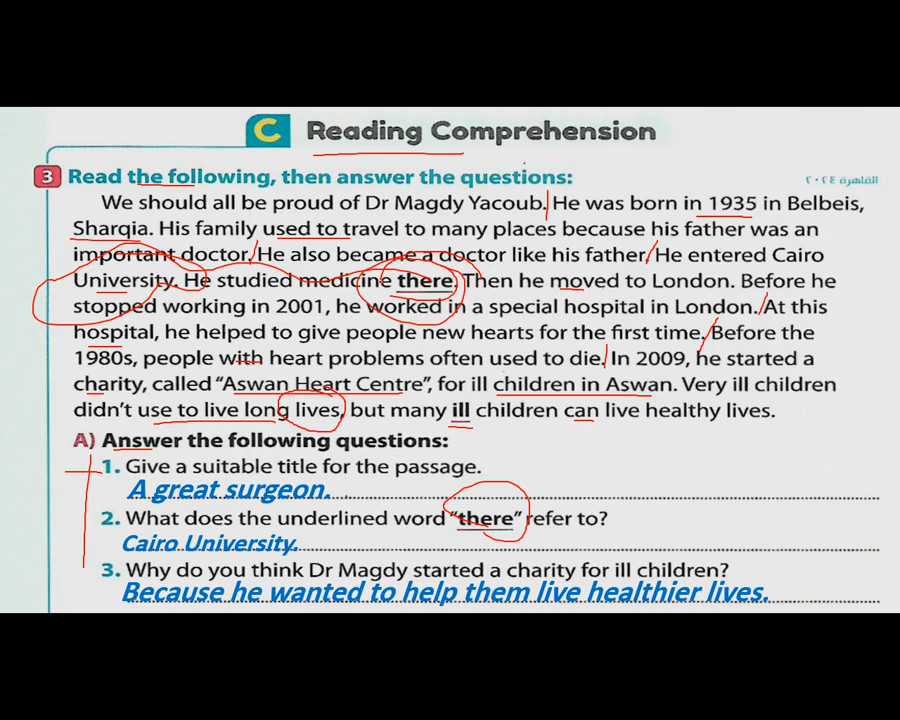 C Reading Comprehension
3 Read the following, then answer the questions:
القاهرة ٢٠٢٤
We should all be proud of Dr Magdy Yacoub. He was born in 1935 in Belbeis,
Sharqia. His family used to travel to many places because his father was an
important doctor. He also became a doctor like his father. He entered Cairo
University. He studied medicine there. Then he moved to London. Before he
stopped working in 2001, he worked in a special hospital in London. At this
hospital, he helped to give people new hearts for the first time. Before the
1980s, people with heart problems often used to die. In 2009, he started a
charity, called “Aswan Heart Centre”, for ill children in Aswan. Very ill children
didn’t use to live long lives, but many ill children can live healthy lives.
A) Answer the following questions:
1. Give a suitable title for the passage.
A great surgeon.
2. What does the underlined word “there” refer to?
Cairo University.
3. Why do you think Dr Magdy started a charity for ill children?
Because he wanted to help them live healthier lives.